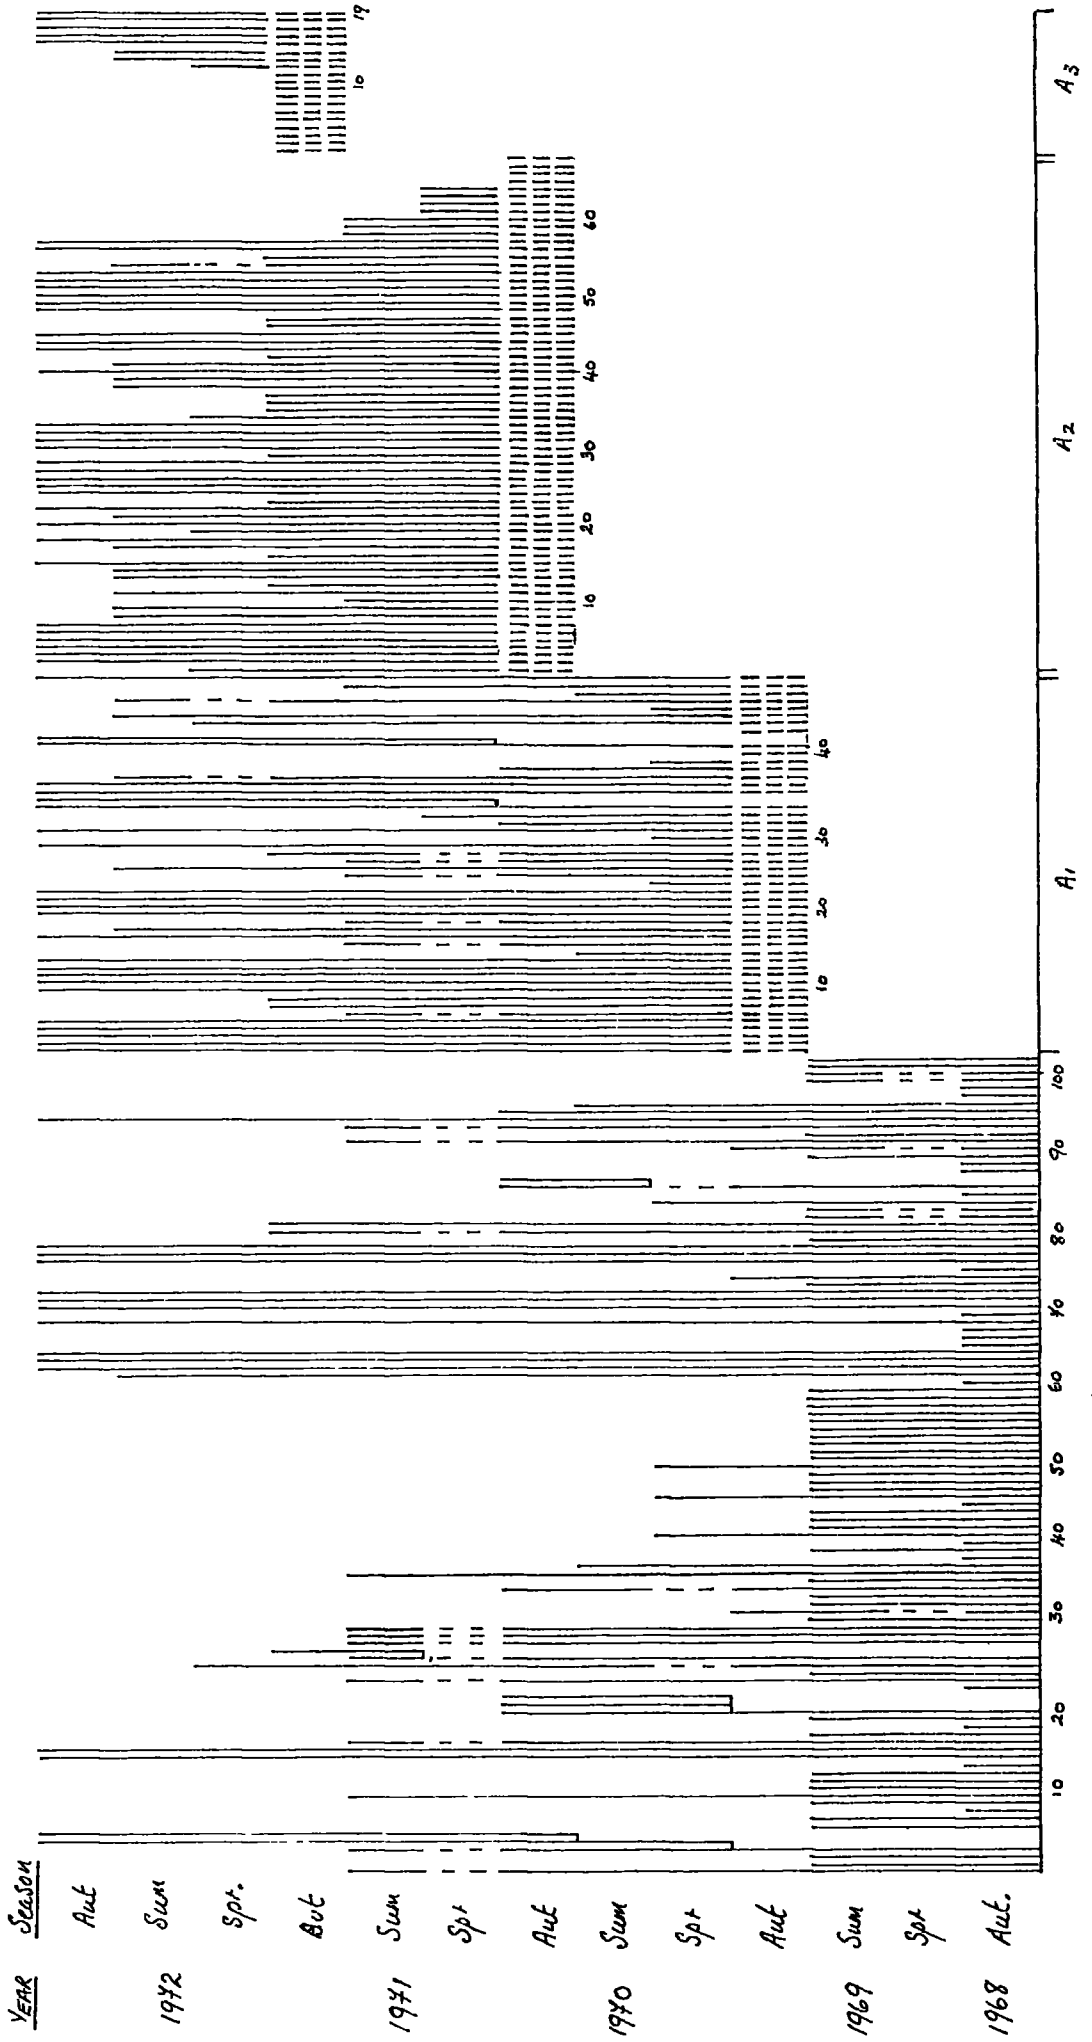 YEAR Season
Aut
1972 Sum
Spr.
Aut
1971 Sum
Spr
Aut
1970 Sum
Spr
Aut
1969 Sum
Spr
1968 Aut.
10 20 30 40 50 60 70 80 90 100
10 20 30 40
10 20 30 40 50 60
10 19
A1 A2 A3